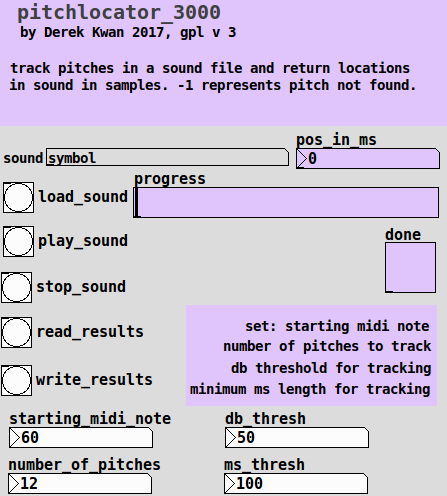 pitchlocator_3000
by Derek Kwan 2017, gpl v 3
track pitches in a sound file and return locations
in sound in samples. -1 represents pitch not found.
pos_in_ms
sound symbol
0
progress
load_sound
play_sound
done
stop_sound
read_results
write_results
set: starting midi note
number of pitches to track
db threshold for tracking
minimum ms length for tracking
starting_midi_note
60
db_thresh
50
number_of_pitches
12
ms_thresh
100